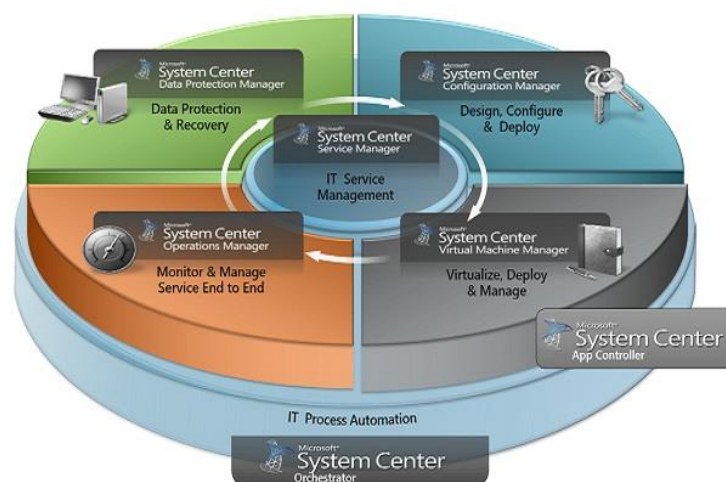 Microsoft®
System Center
Data Protection Manager
Data Protection
& Recovery
Microsoft®
System Center
Configuration Manager
Design, Configure
& Deploy
Microsoft®
System Center
Service Manager
IT Service
Management
Microsoft®
System Center
Operations Manager
Monitor & Manage
Service End to End
Microsoft®
System Center
Virtual Machine Manager
Virtualize, Deploy
& Manage
Microsoft®
System Center
App Controller
IT Process Automation
Microsoft®
System Center
Orchestrator